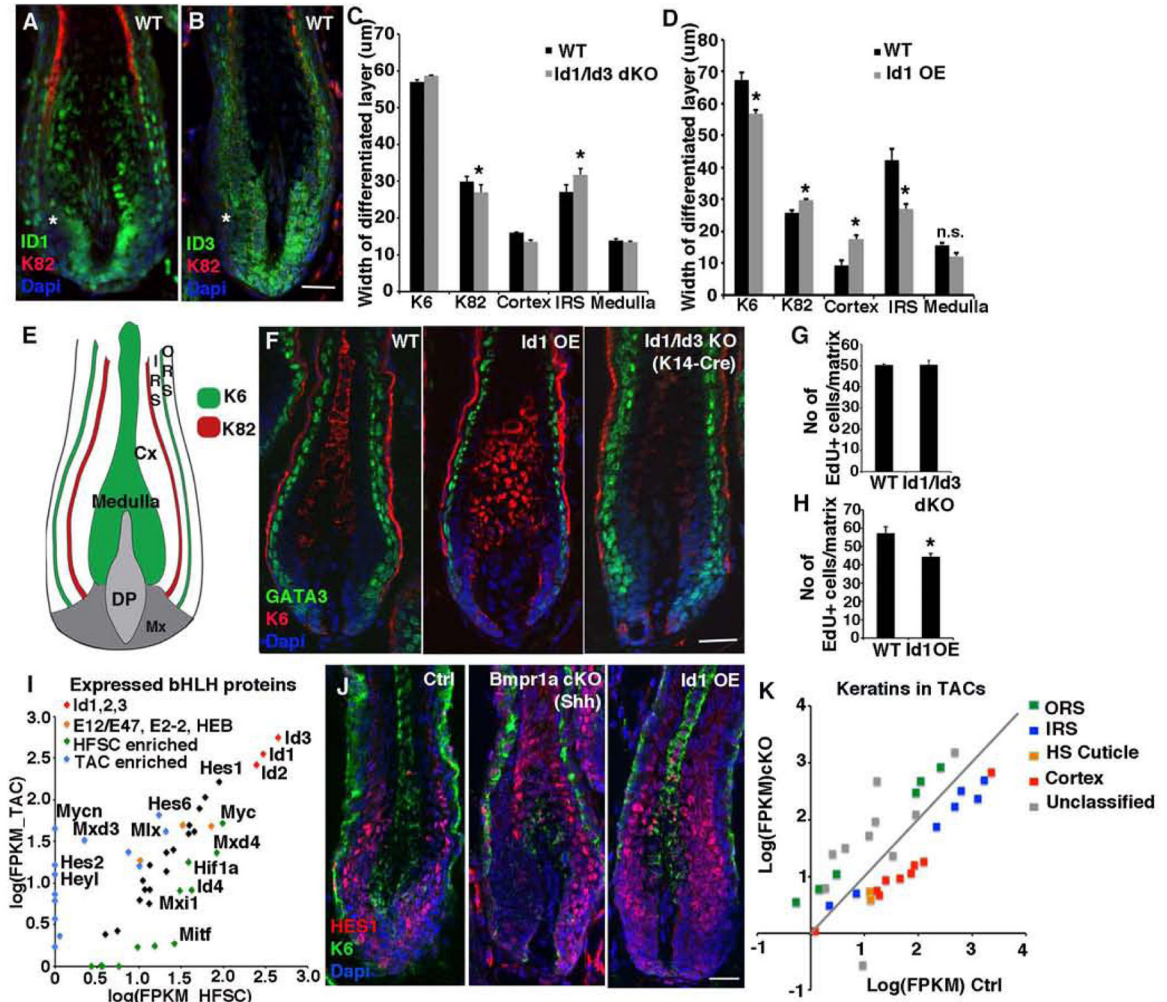 A
WT
*
ID1
K82
Dapi
B
WT
*
ID3
K82
Dapi
C
Width of differentiated layer (um)
70
60
50
40
30
20
10
0
WT
Id1/Id3 dKO
*
*
K6 K82 Cortex IRS Medulla
D
Width of differentiated layer (um)
80
70
60
50
40
30
20
10
0
WT
Id1 OE
*
*
*
*
n.s.
K6 K82 Cortex IRS Medulla
E
I
R
S
O
R
S
K6
K82
Cx
Medulla
DP
Mx
F
WT
GATA3
K6
Dapi
Id1 OE
Id1/Id3 KO
(K14-Cre)
G
No of
EdU+ cells/matrix
60
50
40
30
20
10
0
WT Id1/Id3
dKO
H
No of
EdU+ cells/matrix
70
60
50
40
30
20
10
0
*
WT Id1OE
I
Expressed bHLH proteins
Id1,2,3
E12/E47, E2-2, HEB
HFSC enriched
TAC enriched
log(FPKM_TAC)
3.0
2.5
2.0
1.5
1.0
0.5
0
Id3
Id1
Id2
Hes1
Mycn
Hes6
Myc
Mxd3
Mlx
Mxd4
Hes2
Hif1a
Heyl
Id4
Mxi1
Mitf
0 0.5 1.0 1.5 2.0 2.5 3.0
log(FPKM_HFSC)
J
Ctrl
HES1
K6
Dapi
Bmpr1a cKO
(Shh)
Id1 OE
K
Keratins in TACs
ORS
IRS
HS Cuticle
Cortex
Unclassified
Log(FPKM)cKO
4
1
-1
-1 1 4
Log(FPKM) Ctrl